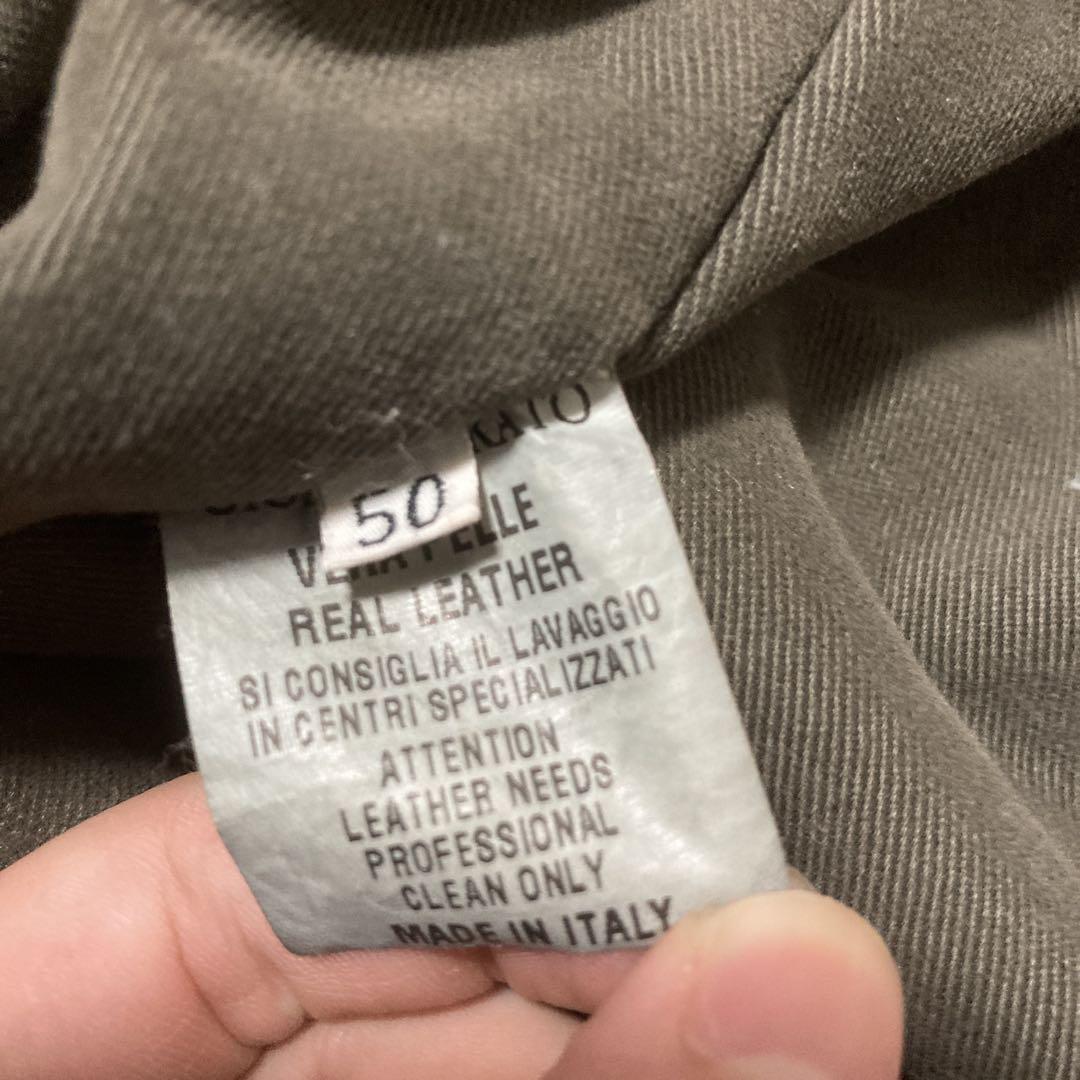 50
REAL LEATHER
SI CONSIGLIA IL LAVAGGIO
IN CENTRI SPECIALIZZATI
ATTENTION
LEATHER NEEDS
PROFESSIONAL
CLEAN ONLY
MADE IN ITALY